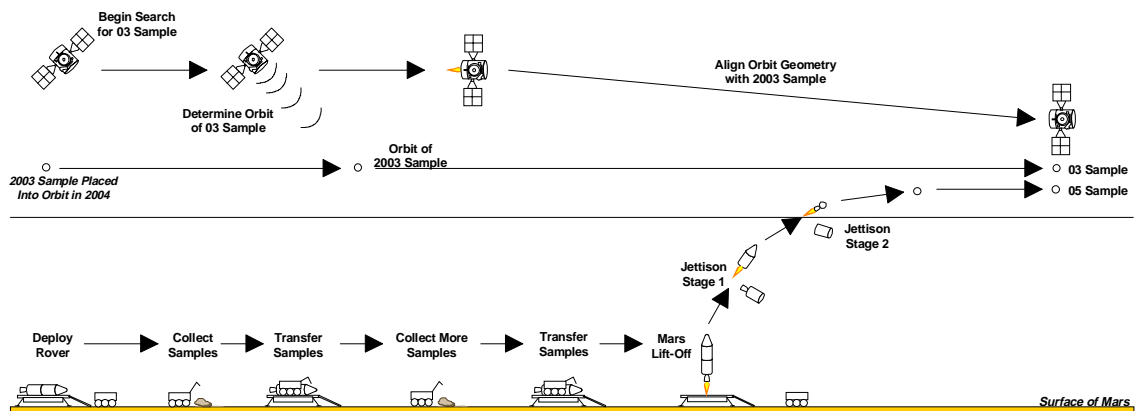 Begin Search
for 03 Sample
Determine Orbit
of 03 Sample
Align Orbit Geometry
with 2003 Sample
Orbit of
2003 Sample
2003 Sample Placed
Into Orbit in 2004
03 Sample
05 Sample
Jettison
Stage 2
Jettison
Stage 1
Deploy
Rover
Collect
Samples
Transfer
Samples
Collect More
Samples
Transfer
Samples
Mars
Lift-Off
Surface of Mars